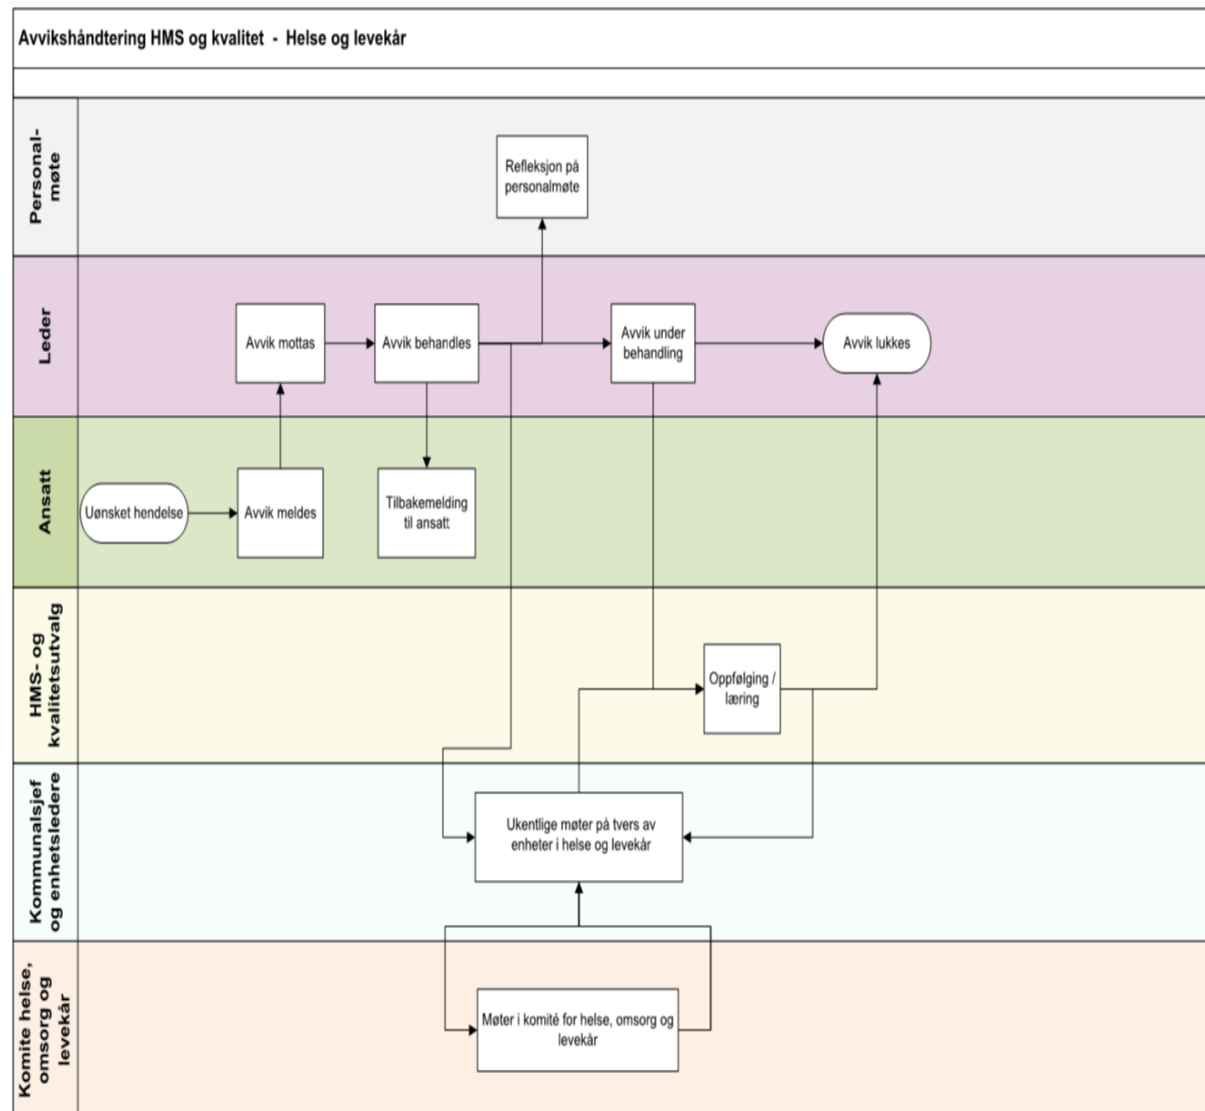 Avvikshåndtering HMS og kvalitet - Helse og levekår
Personal-
møte
Refleksjon på
personalmøte
Leder
Avvik mottas
Avvik behandles
Avvik under
behandling
Avvik lukkes
Ansatt
Uønsket hendelse
Avvik meldes
Tilbakemelding
til ansatt
HMS- og
kvalitetsutvalg
Oppfølging /
læring
Kommunalsjef
og enhetsledere
Ukentlige møter på tvers av
enheter i helse og levekår
Komite helse,
omsorg og
levekår
Møter i komité for helse, omsorg og
levekår